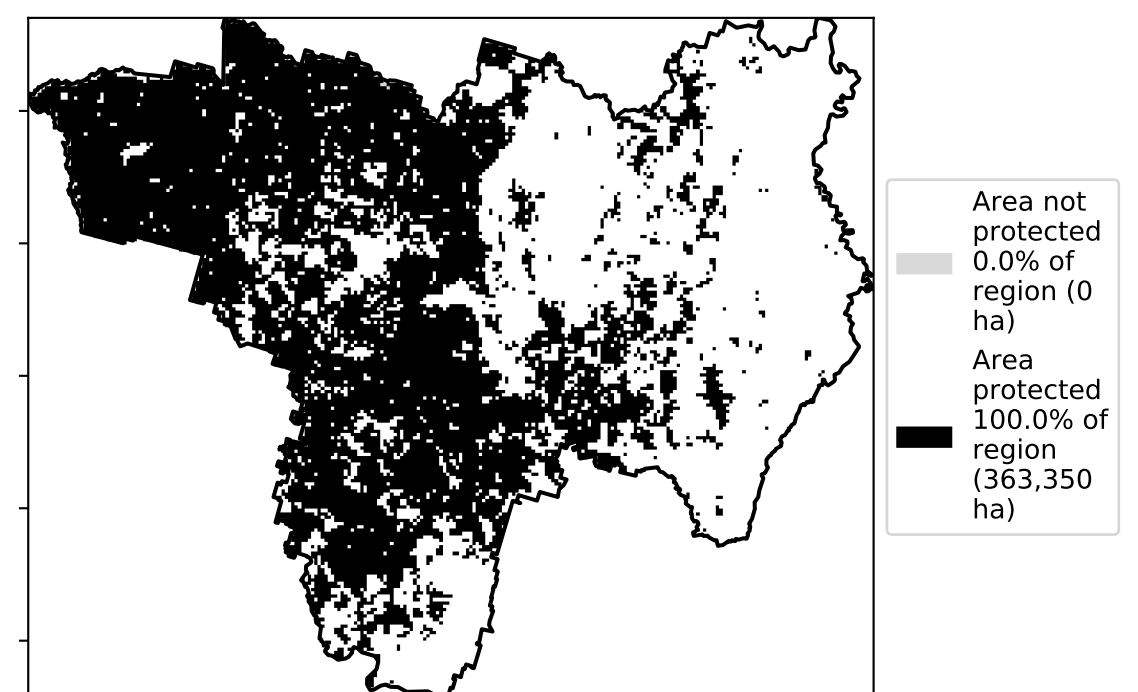 Area not
protected
0.0% of
region (0
ha)
Area
protected
100.0% of
region
(363,350
ha)